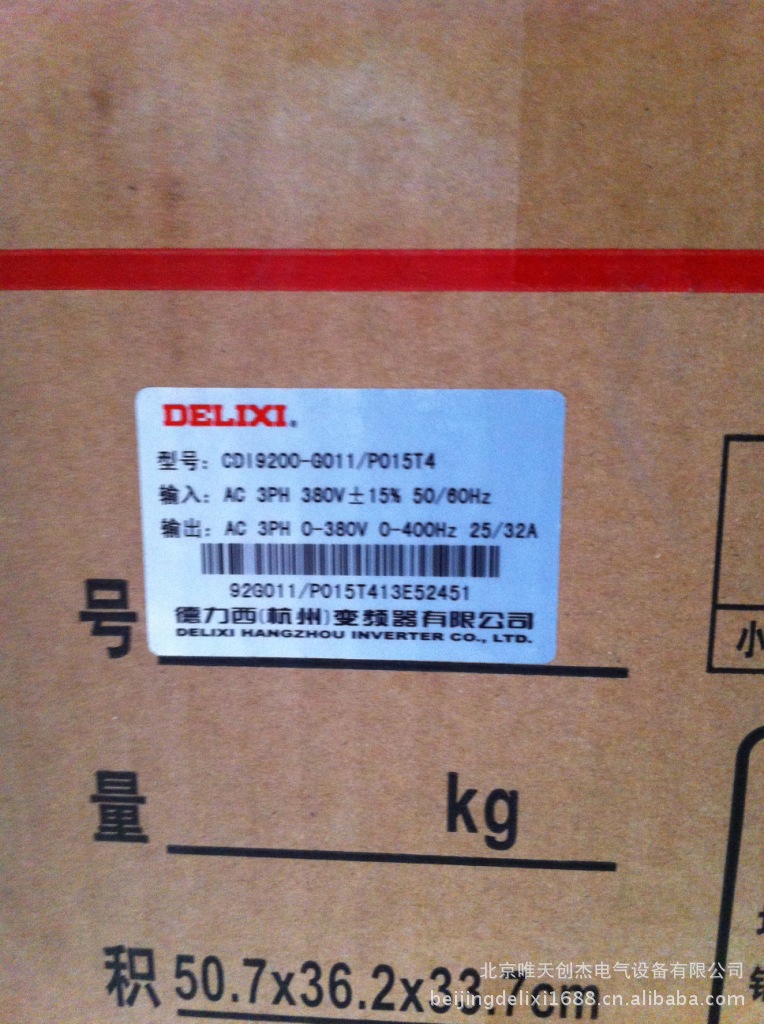 DELIXI®
型号: CDI9200-G011/P015T4
输入: AC 3PH 380V±15% 50/60Hz
输出: AC 3PH 0-380V 0-400Hz 25/32A
92G011/P015T413E52451
德力西(杭州)变频器有限公司
DELIXI HANGZHOU INVERTER CO., LTD.
号
小
量 kg
积 50.7x36.2x33.7cm
北京唯天创杰电气设备有限公司
beijingdelixi1688.cn.alibaba.com